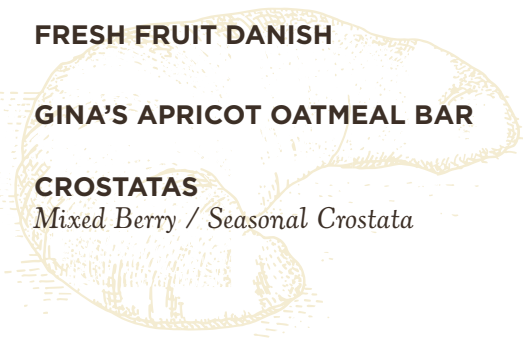 FRESH FRUIT DANISH
GINA’S APRICOT OATMEAL BAR
CROSTATAS
Mixed Berry / Seasonal Crostata